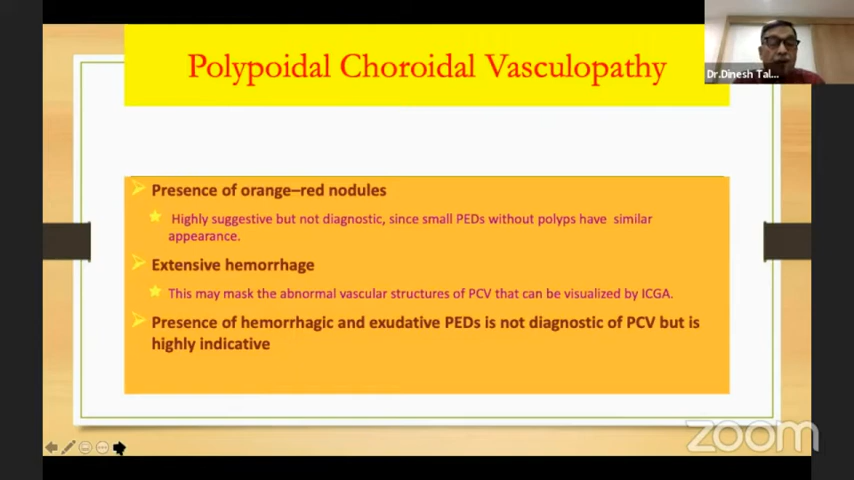 Polypoidal Choroidal Vasculopathy
Dr.Dinesh Tal...
Presence of orange–red nodules
Highly suggestive but not diagnostic, since small PEDs without polyps have similar
appearance.
Extensive hemorrhage
This may mask the abnormal vascular structures of PCV that can be visualized by ICGA.
Presence of hemorrhagic and exudative PEDs is not diagnostic of PCV but is
highly indicative
zoom